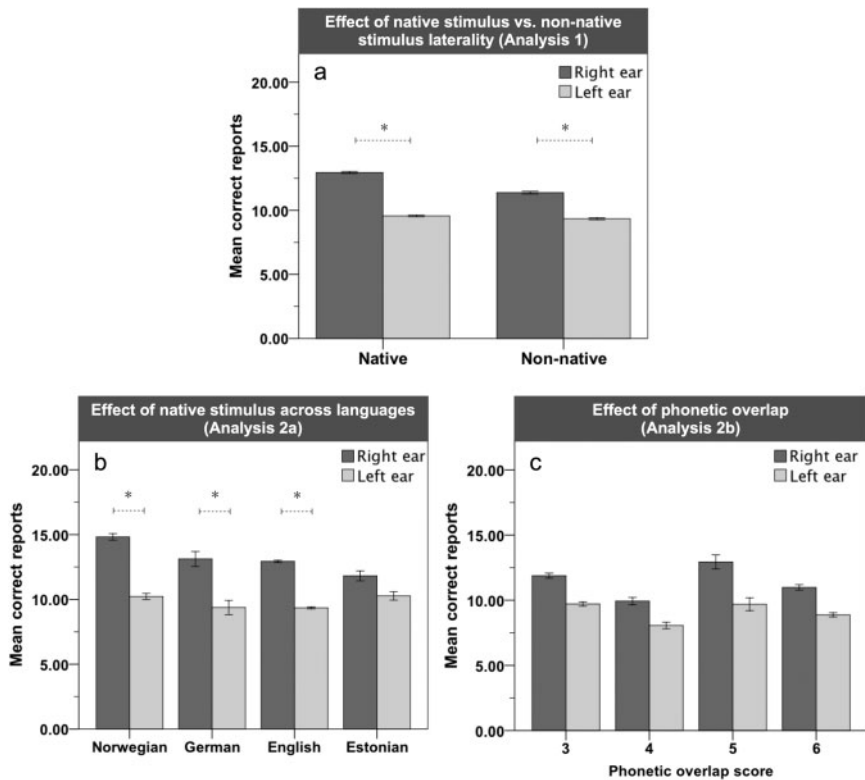 Effect of native stimulus vs. non-native
stimulus laterality (Analysis 1)
a
Right ear
Left ear
20.00
15.00
10.00
5.00
0.00
Mean correct reports
*
*
Native
Non-native
Effect of native stimulus across languages
(Analysis 2a)
b
Right ear
Left ear
20.00
15.00
10.00
5.00
0.00
Mean correct reports
*
*
*
Norwegian
German
English
Estonian
Effect of phonetic overlap
(Analysis 2b)
c
Right ear
Left ear
20.00
15.00
10.00
5.00
0.00
Mean correct reports
3
4
5
6
Phonetic overlap score